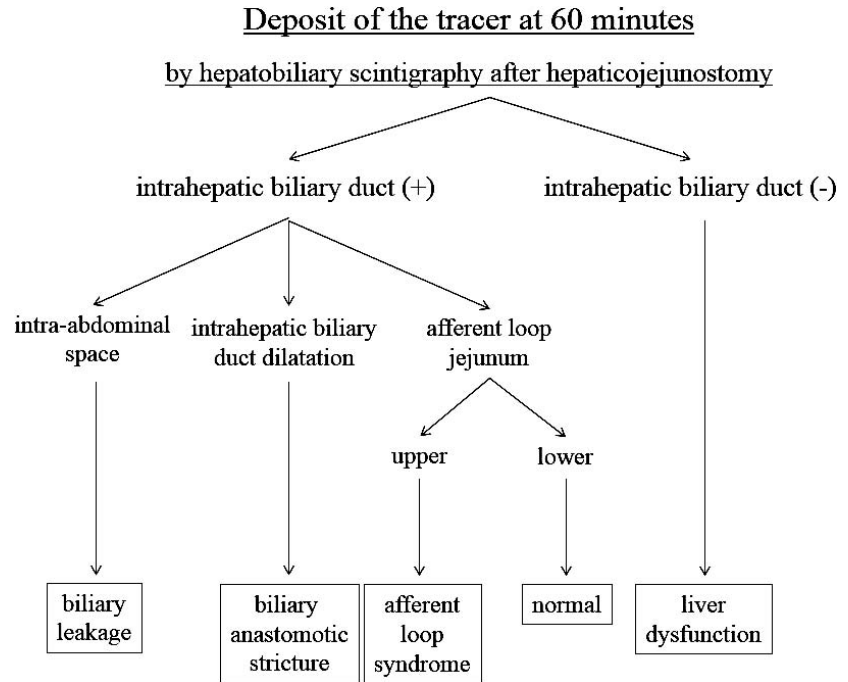 Deposit of the tracer at 60 minutes
by hepatobiliary scintigraphy after hepaticojejunostomy
intrahepatic biliary duct (+)
intrahepatic biliary duct (-)
intra-abdominal
space
intrahepatic biliary
duct dilatation
afferent loop
jejunum
upper
lower
biliary
leakage
biliary
anastomotic
stricture
afferent
loop
syndrome
normal
liver
dysfunction